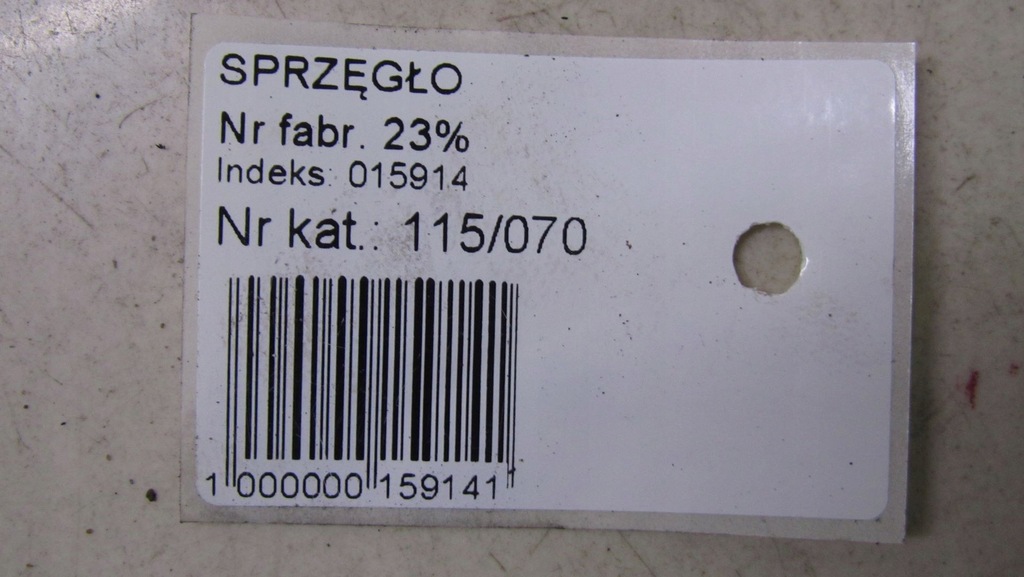 SPRZĘGŁO
Nr fabr. 23%
Indeks: 015914
Nr kat.: 115/070
1 000000 159141